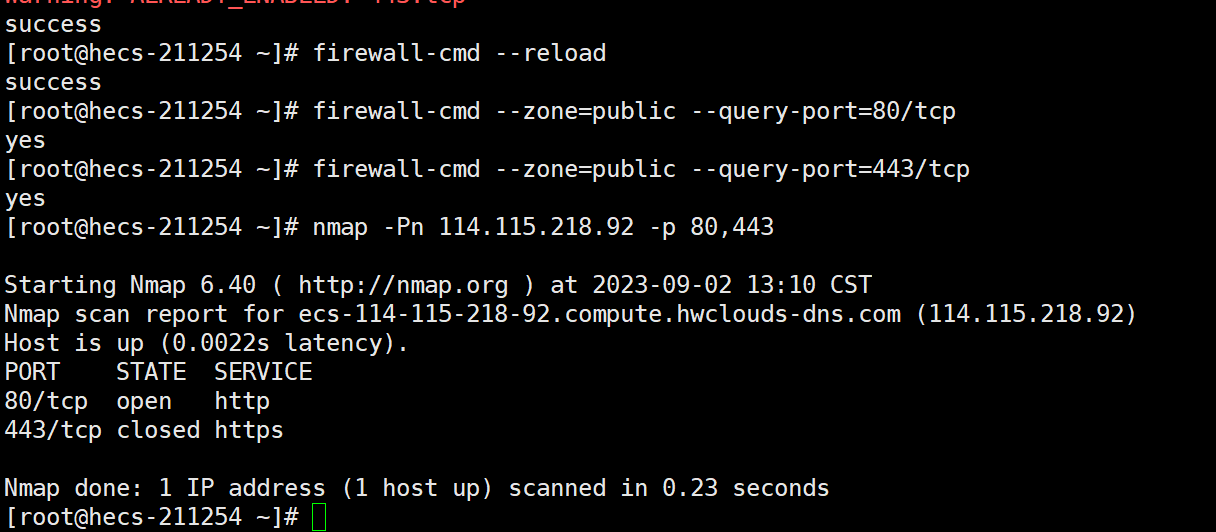 Warning: ALREADY_ENABLED: 443:tcp
success
[root@hecs-211254 ~]# firewall-cmd --reload
success
[root@hecs-211254 ~]# firewall-cmd --zone=public --query-port=80/tcp
yes
[root@hecs-211254 ~]# firewall-cmd --zone=public --query-port=443/tcp
yes
[root@hecs-211254 ~]# nmap -Pn 114.115.218.92 -p 80,443
Starting Nmap 6.40 ( http://nmap.org ) at 2023-09-02 13:10 CST
Nmap scan report for ecs-114-115-218-92.compute.hwclouds-dns.com (114.115.218.92)
Host is up (0.0022s latency).
PORT    STATE  SERVICE
80/tcp  open   http
443/tcp closed https
Nmap done: 1 IP address (1 host up) scanned in 0.23 seconds
[root@hecs-211254 ~]#